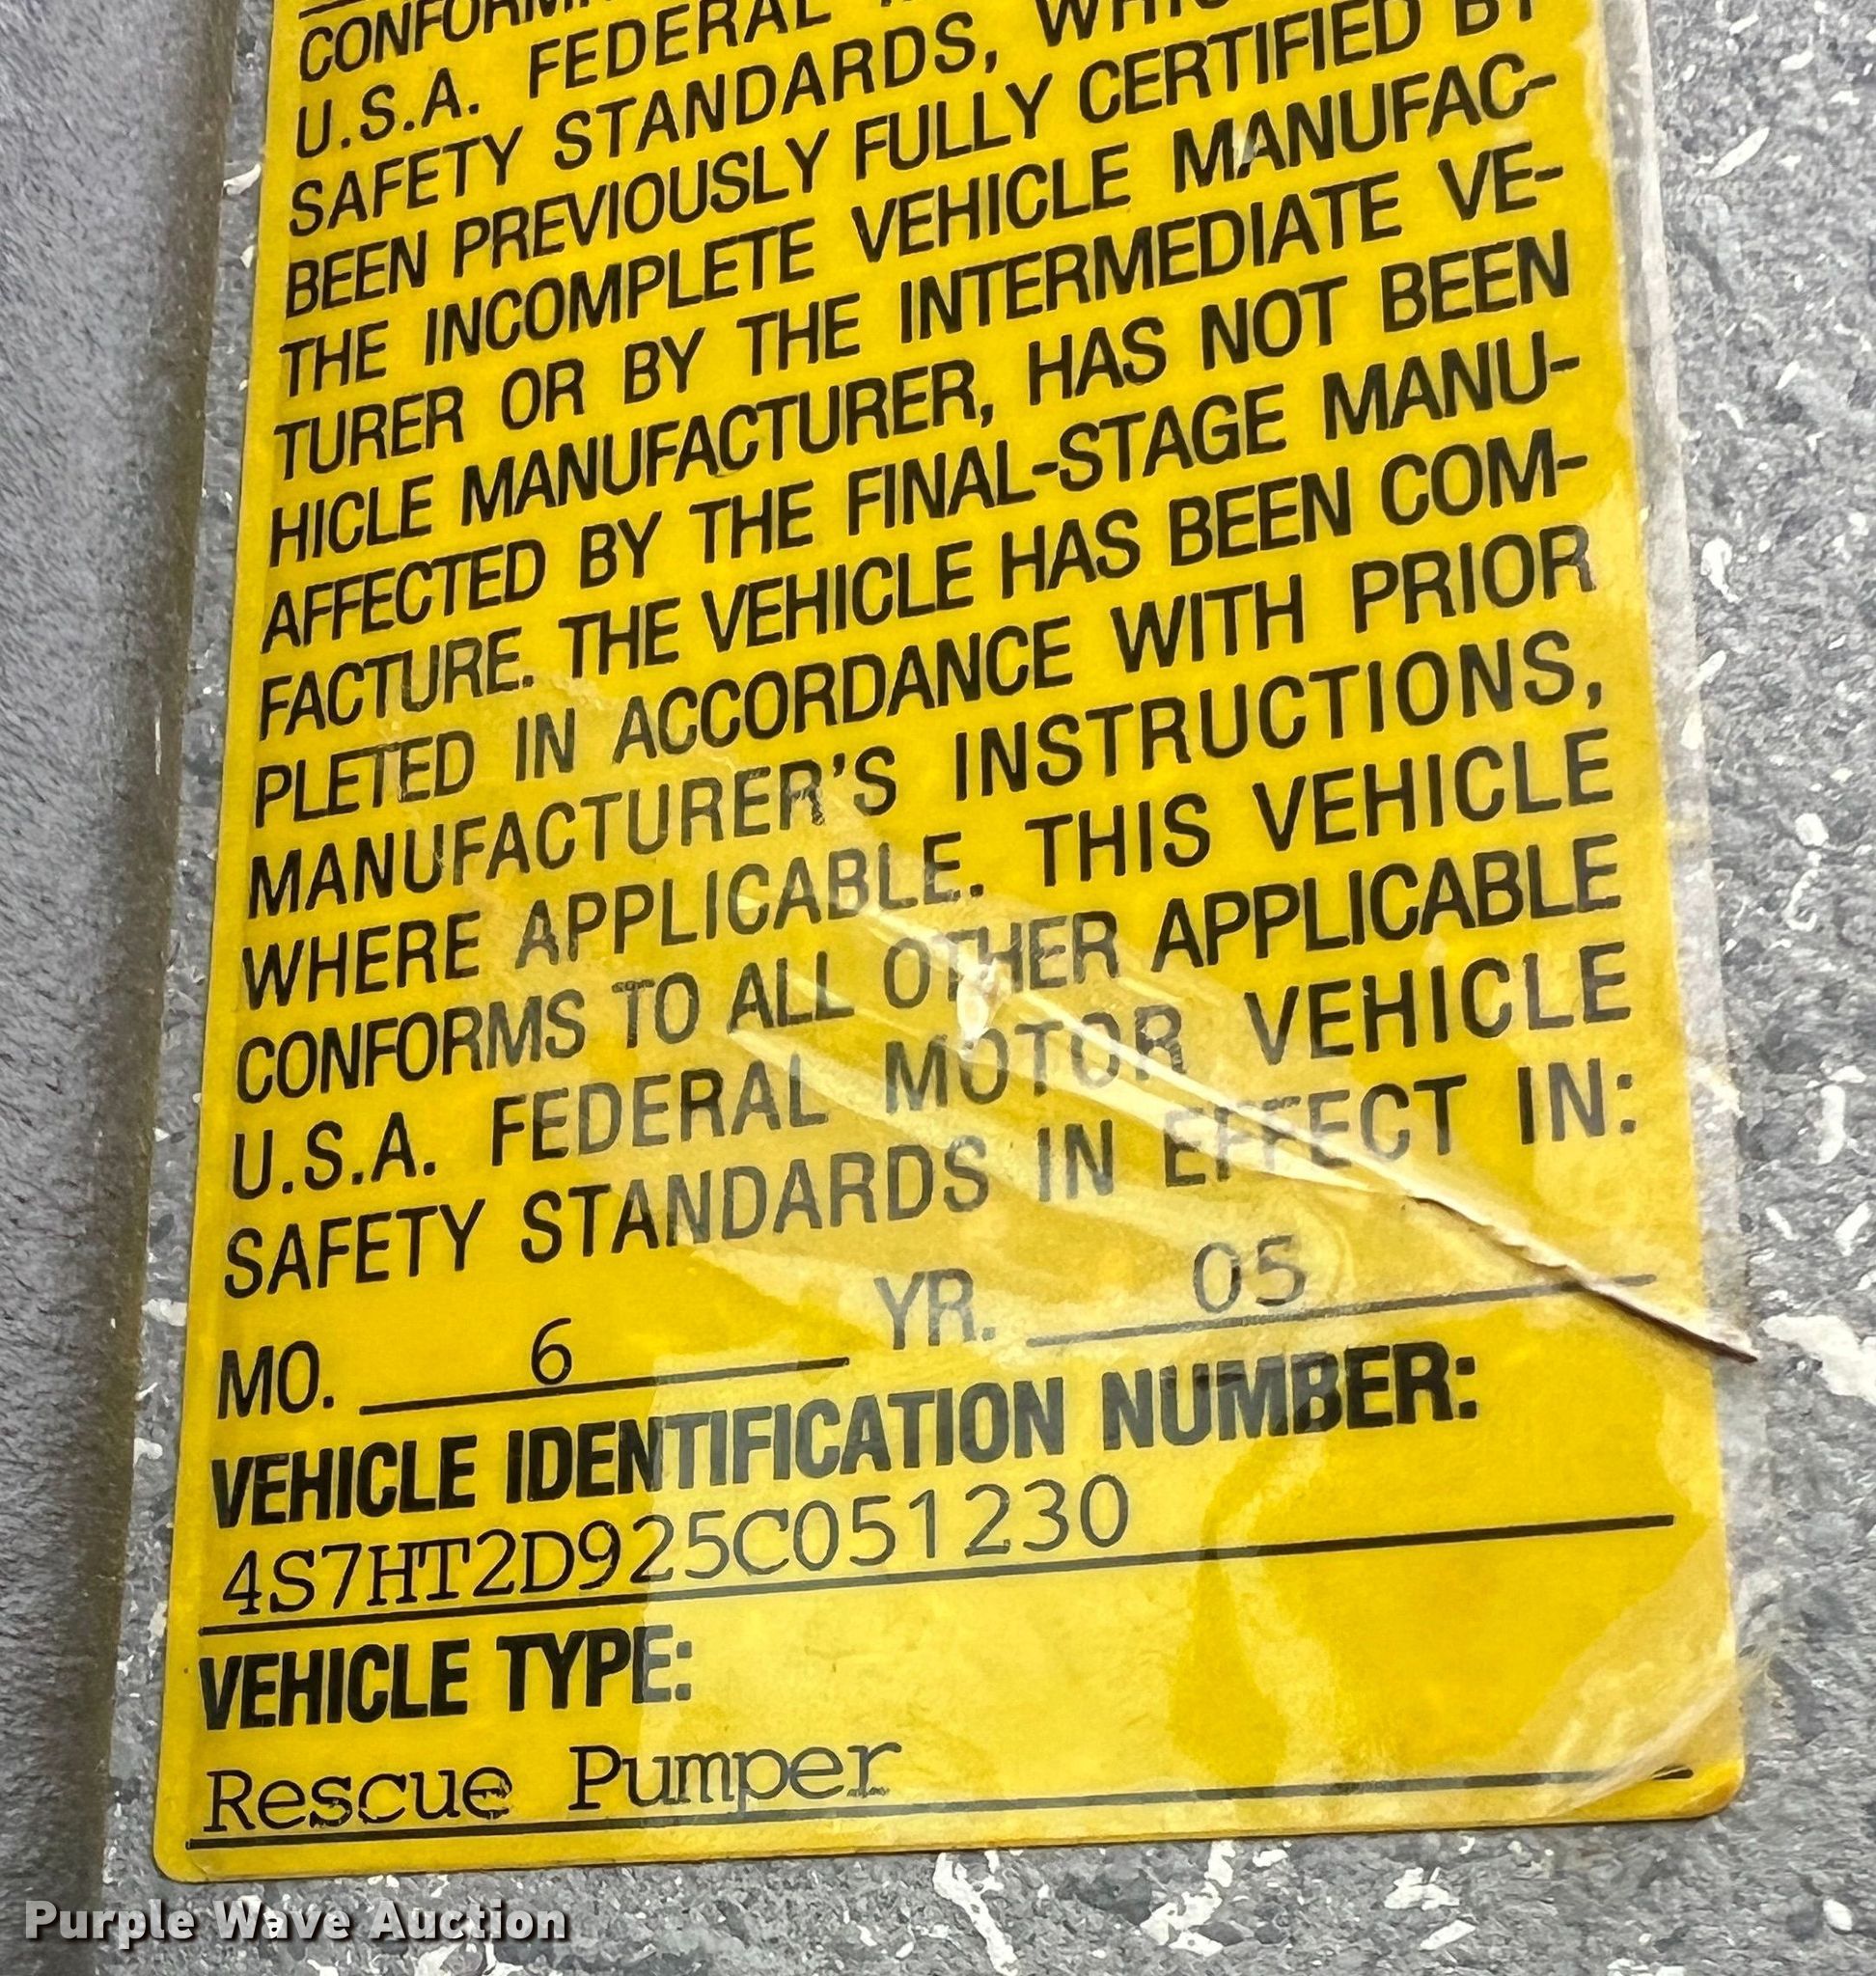 U.S.A. FEDERAL
SAFETY STANDARDS,
BEEN PREVIOUSLY FULLY CERTIFIED BY
THE INCOMPLETE VEHICLE MANUFAC-
TURER OR BY THE INTERMEDIATE VE-
HICLE MANUFACTURER, HAS NOT BEEN
AFFECTED BY THE FINAL-STAGE MANU-
FACTURE. THE VEHICLE HAS BEEN COM-
PLETED IN ACCORDANCE WITH PRIOR
MANUFACTURER'S INSTRUCTIONS,
WHERE APPLICABLE. THIS VEHICLE
CONFORMS TO ALL OTHER APPLICABLE
U.S.A. FEDERAL MOTOR VEHICLE
SAFETY STANDARDS IN EFFECT IN:
MO. 6 YR. 05
VEHICLE IDENTIFICATION NUMBER:
4S7HT2D925C051230
VEHICLE TYPE:
Rescue Pumper
Purple Wave Auction